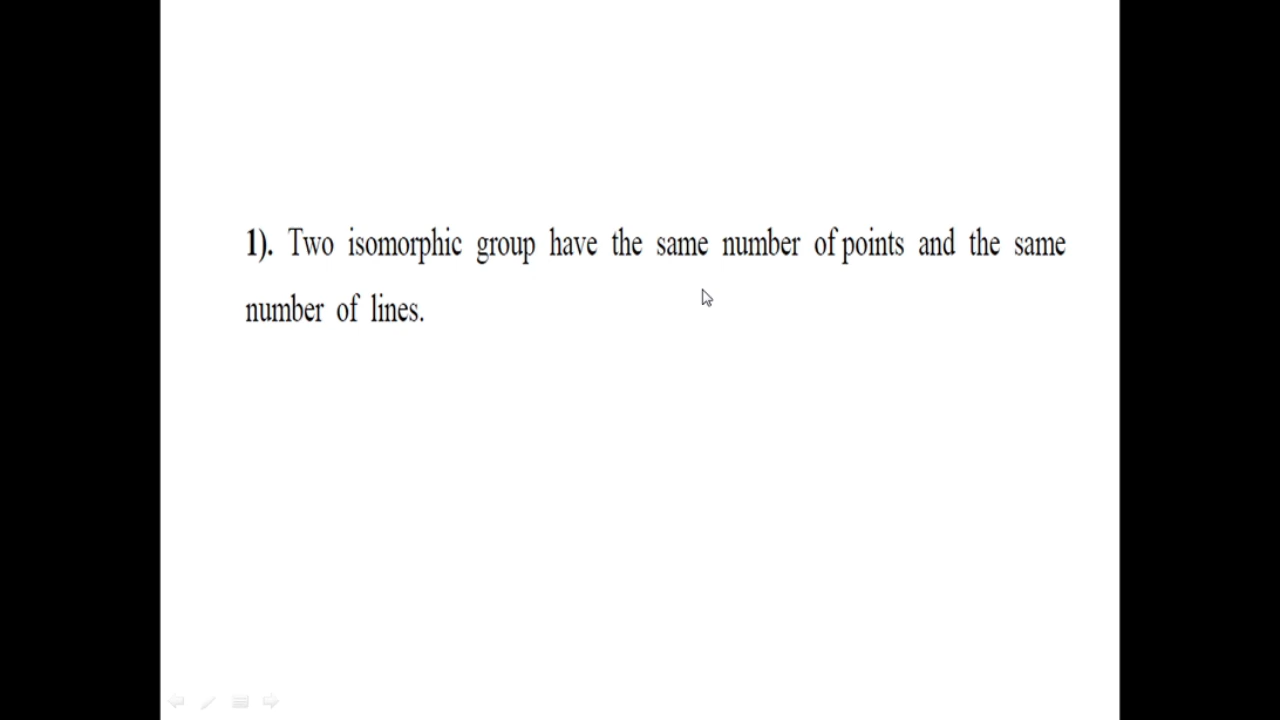 1). Two isomorphic group have the same number of points and the same
number of lines.